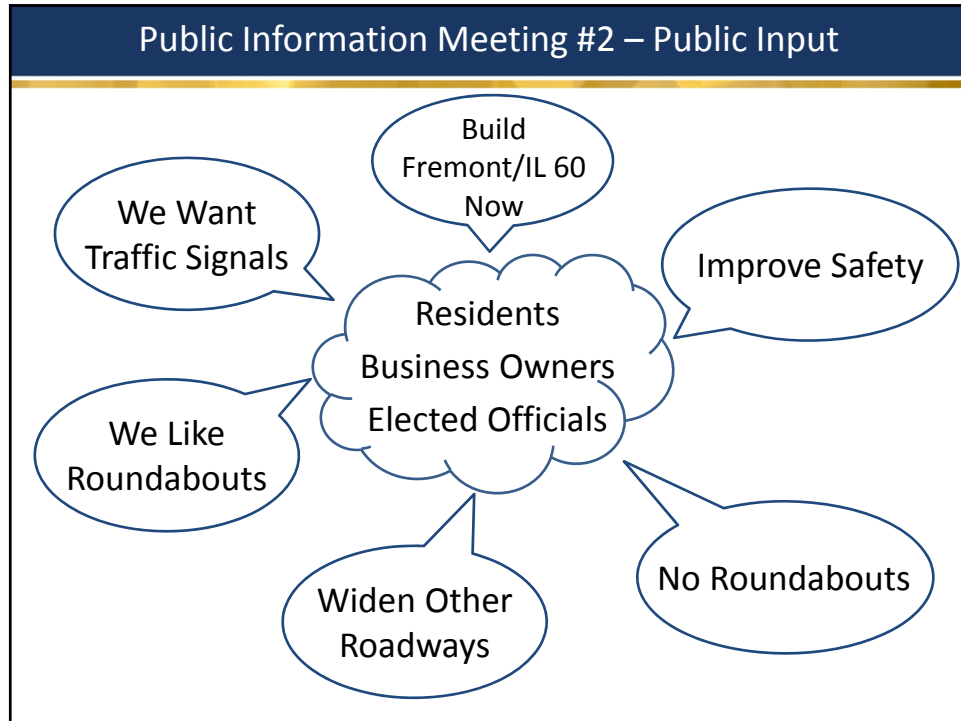 Public Information Meeting #2 – Public Input
Build
Fremont/IL 60
Now
We Want
Traffic Signals
Improve Safety
Residents
Business Owners
Elected Officials
We Like
Roundabouts
No Roundabouts
Widen Other
Roadways